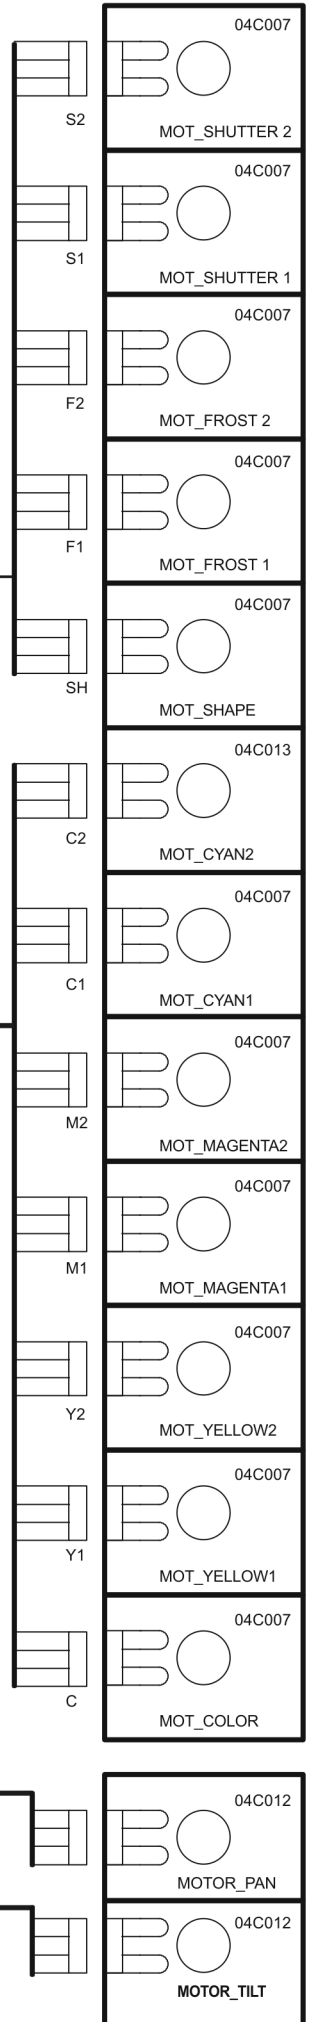 04C007
S2
MOT_SHUTTER 2
04C007
S1
MOT_SHUTTER 1
04C007
F2
MOT_FROST 2
04C007
F1
MOT_FROST 1
04C007
SH
MOT_SHAPE
04C013
C2
MOT_CYAN2
04C007
C1
MOT_CYAN1
04C007
M2
MOT_MAGENTA2
04C007
M1
MOT_MAGENTA1
04C007
Y2
MOT_YELLOW2
04C007
Y1
MOT_YELLOW1
04C007
C
MOT_COLOR
04C012
MOTOR_PAN
04C012
MOTOR_TILT